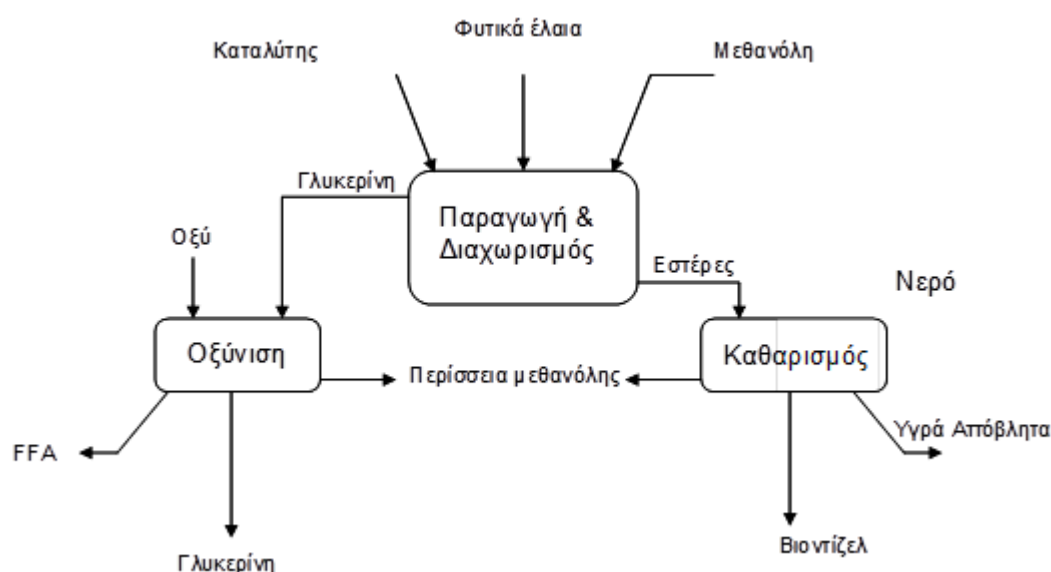 Φυτικά έλαια
Καταλύτης
Μεθανόλη
Γλυκερίνη
Παραγωγή &
Διαχωρισμός
Οξύ
Εστέρες
Νερό
Οξύνιση
Καθαρισμός
Περίσσεια μεθανόλης
Υγρά Απόβλητα
FFA
Βιοντίζελ
Γλυκερίνη